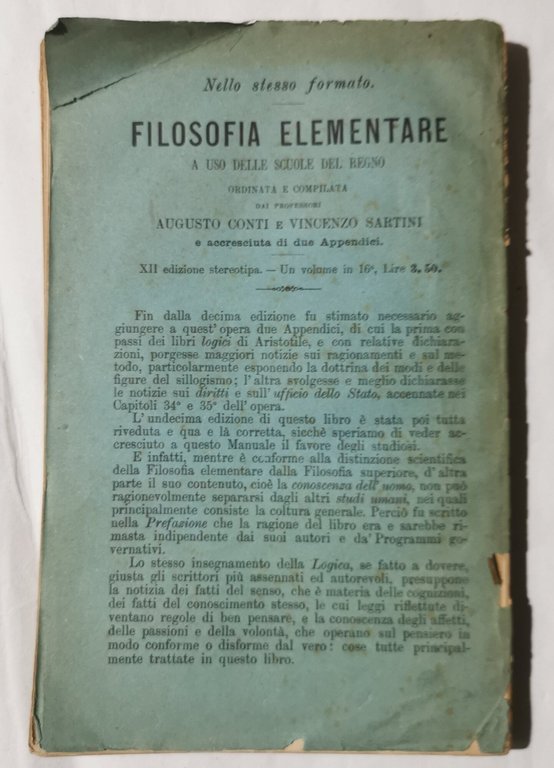 Nello stesso formato.
FILOSOFIA ELEMENTARE
A USO DELLE SCUOLE DEL REGNO
ORDINATA E COMPILATA
DAI PROFESSORI
AUGUSTO CONTI E VINCENZO SARTINI
e accresciuta di due Appendici.
XII edizione stereotipa. — Un volume in 16°, Lire 3. 50.
Fin dalla decima edizione fu stimato necessario ag-
giungere a quest' opera due Appendici, di cui la prima con
passi dei libri logici di Aristotile, e con relative dichiara-
zioni, porgesse maggiori notizie sui ragionamenti e sul me-
todo, particolarmente esponendo la dottrina dei modi e delle
figure del sillogismo; l' altra svolgesse e meglio dichiarasse
le notizie sui diritti e sull' ufficio dello Stato, accennate nei
Capitoli 34° e 35° dell' opera.
L' undecima edizione di questo libro è stata poi tutta
riveduta e qua e là corretta, sicchè speriamo di veder ac-
cresciuto a questo Manuale il favore degli studiosi.
E infatti, mentre è conforme alla distinzione scientifica
della Filosofia elementare dalla Filosofia superiore, d' altra
parte il suo contenuto, cioè la conoscenza dell' uomo, non può
ragionevolmente separarsi dagli altri studi umani, nei quali
principalmente consiste la coltura generale. Perciò fu scritto
nella Prefazione che la ragione del libro era e sarebbe ri-
masta indipendente dai suoi autori e da' Programmi go-
vernativi.
Lo stesso insegnamento della Logica, se fatto a dovere,
giusta gli scrittori più assennati ed autorevoli, presuppone
la notizia dei fatti del senso, che è materia delle cognizioni,
dei fatti del conoscimento stesso, le cui leggi riflettute di-
ventano regole di ben pensare, e la conoscenza degli affetti,
delle passioni e della volontà, che operano sul pensiero in
modo conforme o disforme dal vero: cose tutte principal-
mente trattate in questo libro.